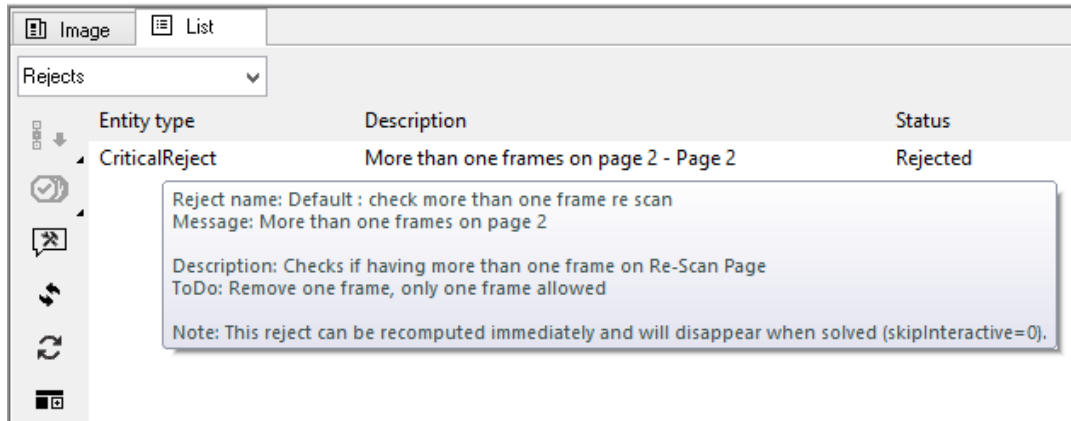 Image List
Rejects
Entity type Description Status
CriticalReject More than one frames on page 2 - Page 2 Rejected
Reject name: Default : check more than one frame re scan
Message: More than one frames on page 2
Description: Checks if having more than one frame on Re-Scan Page
ToDo: Remove one frame, only one frame allowed
Note: This reject can be recomputed immediately and will disappear when solved (skipInteractive=0).